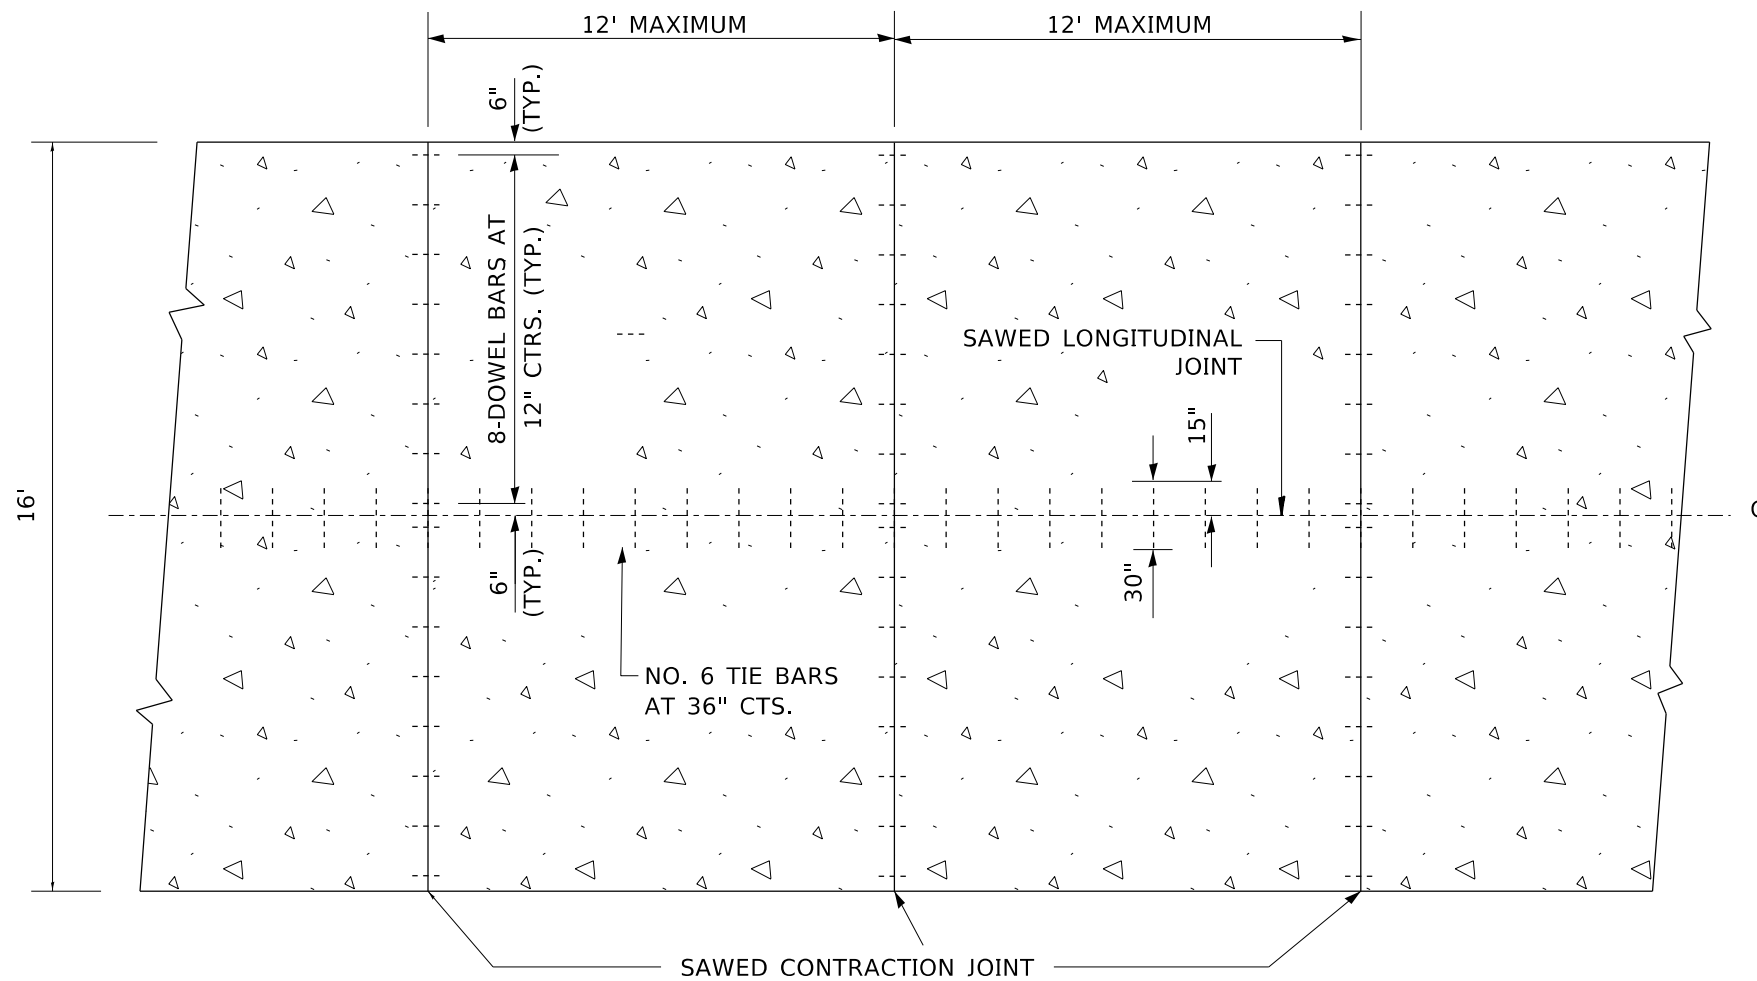 12' MAXIMUM
12' MAXIMUM
6"
(TYP.)
8-DOWEL BARS AT
12" CTRS. (TYP.)
SAWED LONGITUDINAL
JOINT
15"
16'
6"
(TYP.)
30"
NO. 6 TIE BARS
AT 36" CTS.
SAWED CONTRACTION JOINT